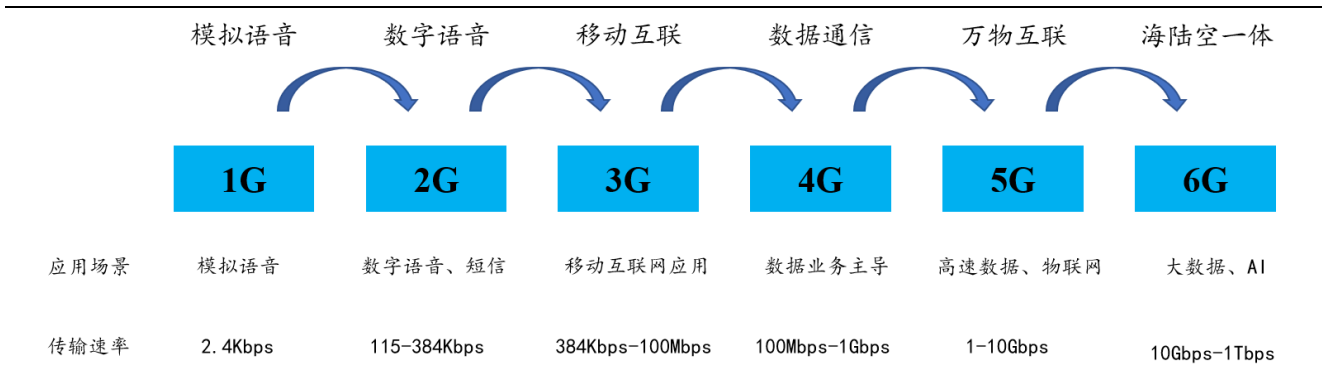 模拟语音 数字语音 移动互联 数据通信 万物互联 海陆空一体
1G 2G 3G 4G 5G 6G
应用场景 模拟语音 数字语音、短信 移动互联网应用 数据业务主导 高速数据、物联网 大数据、AI
传输速率 2.4Kbps 115-384Kbps 384Kbps-100Mbps 100Mbps-1Gbps 1-10Gbps 10Gbps-1Tbps